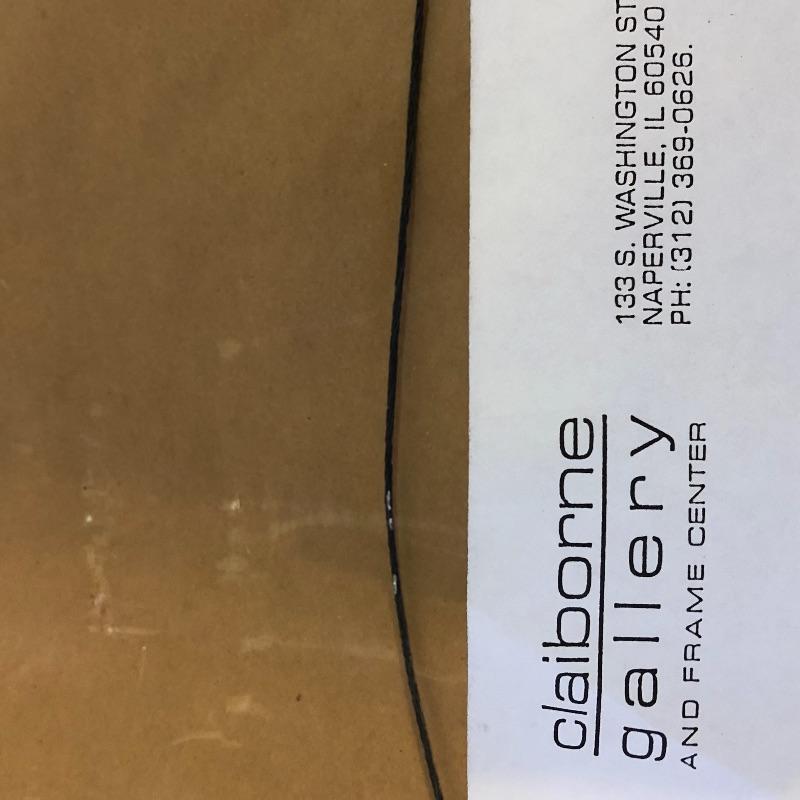 claiborne
gallery
AND FRAME CENTER
133 S. WASHINGTON ST
NAPERVILLE, IL 60540
PH: (312) 369-0626.